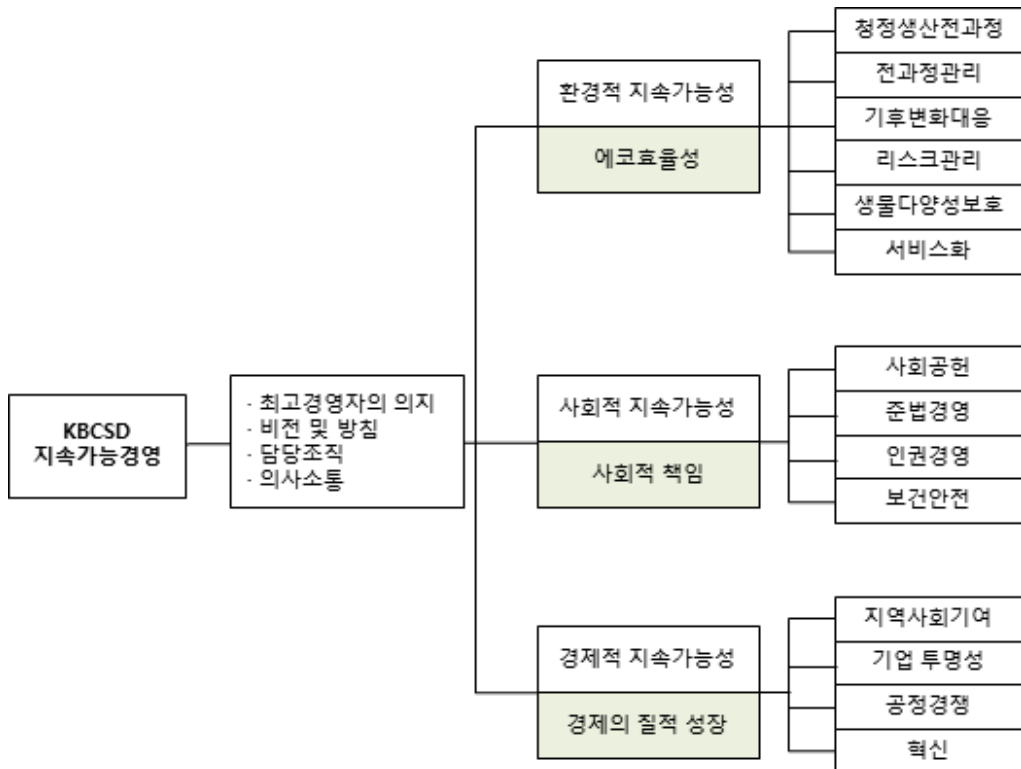 KBCSD
지속가능경영
· 최고경영자의 의지
· 비전 및 방침
· 담당조직
· 의사소통
환경적 지속가능성
에코효율성
청정생산전과정
전과정관리
기후변화대응
리스크관리
생물다양성보호
서비스화
사회적 지속가능성
사회적 책임
사회공헌
준법경영
인권경영
보건안전
경제적 지속가능성
경제의 질적 성장
지역사회기여
기업 투명성
공정경쟁
혁신